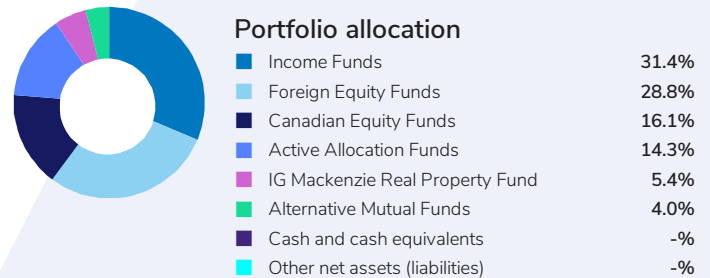 Portfolio allocation
Income Funds 31.4%
Foreign Equity Funds 28.8%
Canadian Equity Funds 16.1%
Active Allocation Funds 14.3%
IG Mackenzie Real Property Fund 5.4%
Alternative Mutual Funds 4.0%
Cash and cash equivalents -%
Other net assets (liabilities) -%